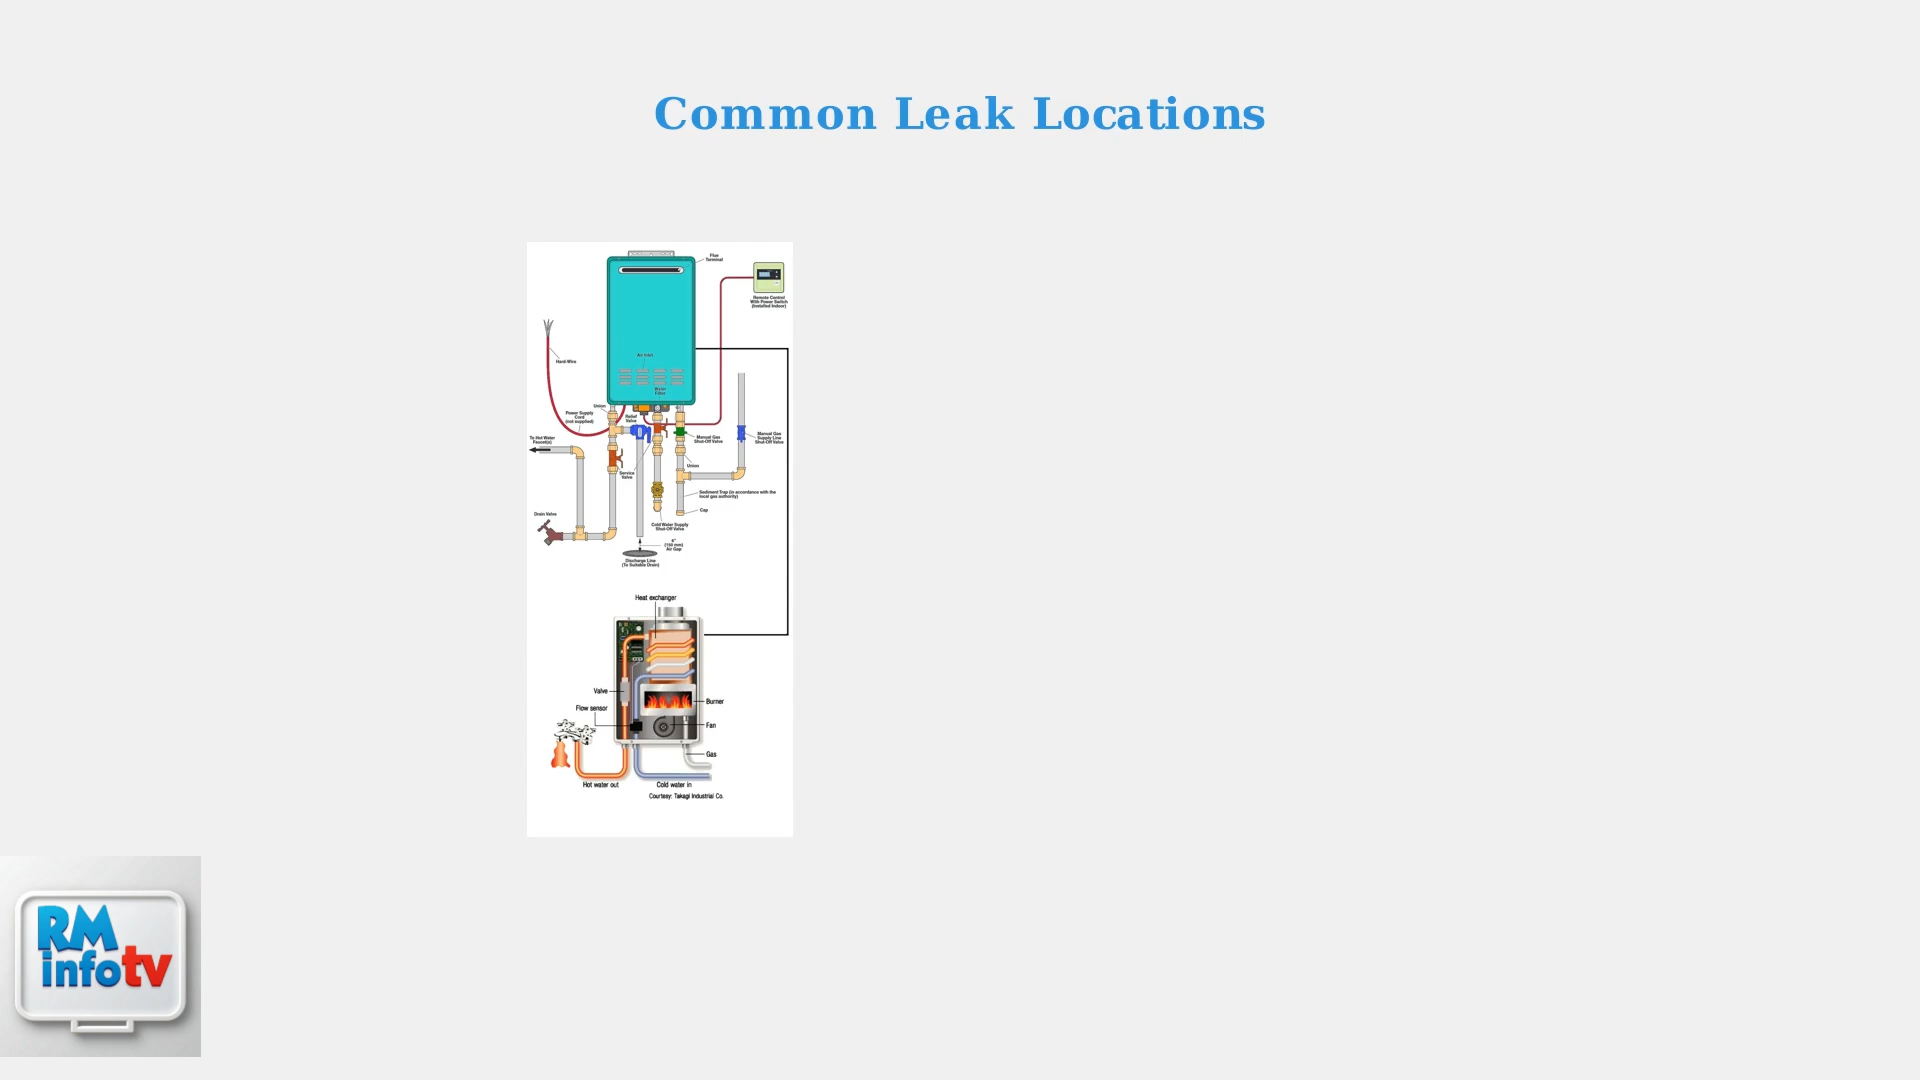 Common Leak Locations
Flue
Terminal
Remote Control
With Power Switch
(Installed Indoor)
Hard-Wire
Air Inlet
Water
Filter
Union
Power Supply
Cord
(not supplied)
Relief
Valve
To Hot Water
Faucet(s)
Manual Gas
Shut-Off Valve
Manual Gas
Supply Line
Shut-Off Valve
Union
Service
Valve
Sediment Trap (in accordance with the
local gas authority)
Cap
Drain Valve
Cold Water Supply
Shut-Off Valve
6"
(150 mm)
Air Gap
Discharge Line
(To Suitable Drain)
Heat exchanger
Valve
Burner
Flow sensor
Fan
Gas
Hot water out
Cold water in
Courtesy: Takagi Industrial Co.
RM
infotv